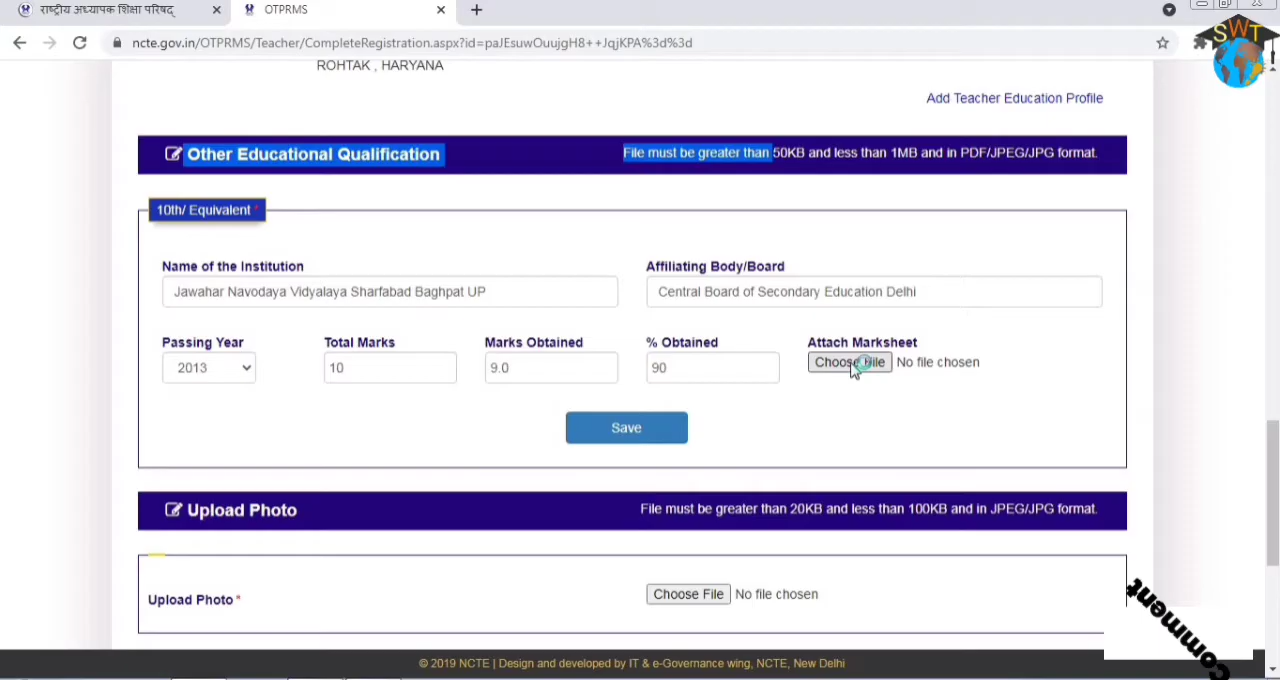 राष्ट्रीय अध्यापक शिक्षा परिषद्
OTPRMS
ncte.gov.in/OTPRMS/Teacher/CompleteRegistration.aspx?id=paJEsuwOuujgH8++JqjKPA%3d%3d
SWT
ROHTAK , HARYANA
Add Teacher Education Profile
Other Educational Qualification File must be greater than 50KB and less than 1MB and in PDF/JPEG/JPG format.
10th/ Equivalent *
Name of the Institution Affiliating Body/Board
Jawahar Navodaya Vidyalaya Sharfabad Baghpat UP Central Board of Secondary Education Delhi
Passing Year Total Marks Marks Obtained % Obtained Attach Marksheet
2013 10 9.0 90 Choose File No file chosen
Save
Upload Photo File must be greater than 20KB and less than 100KB and in JPEG/JPG format.
Upload Photo * Choose File No file chosen
comment
© 2019 NCTE | Design and developed by IT & e-Governance wing, NCTE, New Delhi